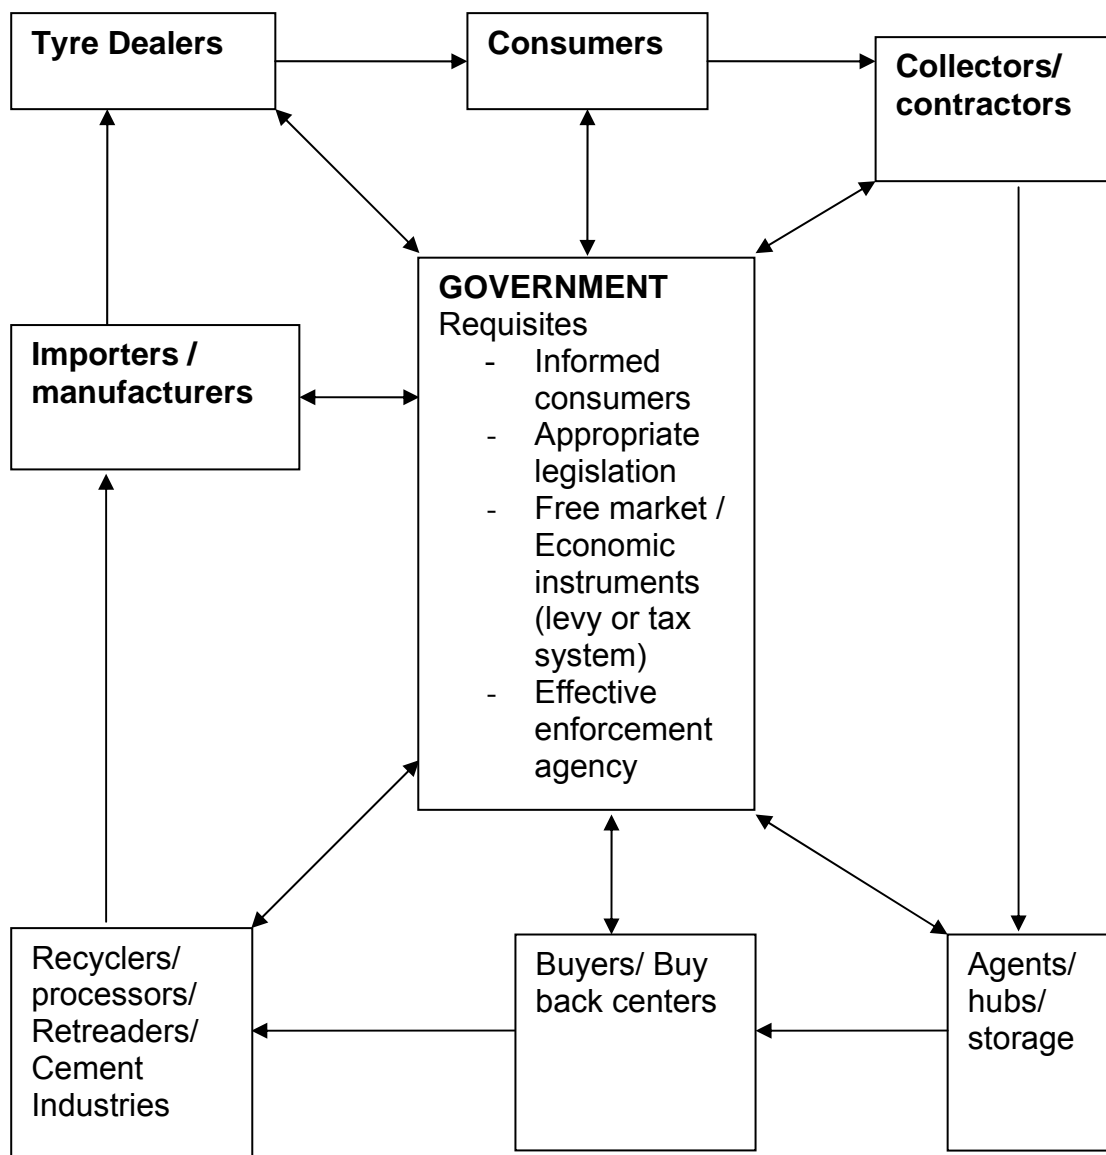 Tyre Dealers
Consumers
Collectors/
contractors
GOVERNMENT
Requisites
- Informed
consumers
- Appropriate
legislation
- Free market /
Economic
instruments
(levy or tax
system)
- Effective
enforcement
agency
Importers /
manufacturers
Recyclers/
processors/
Retreaders/
Cement
Industries
Buyers/ Buy
back centers
Agents/
hubs/
storage